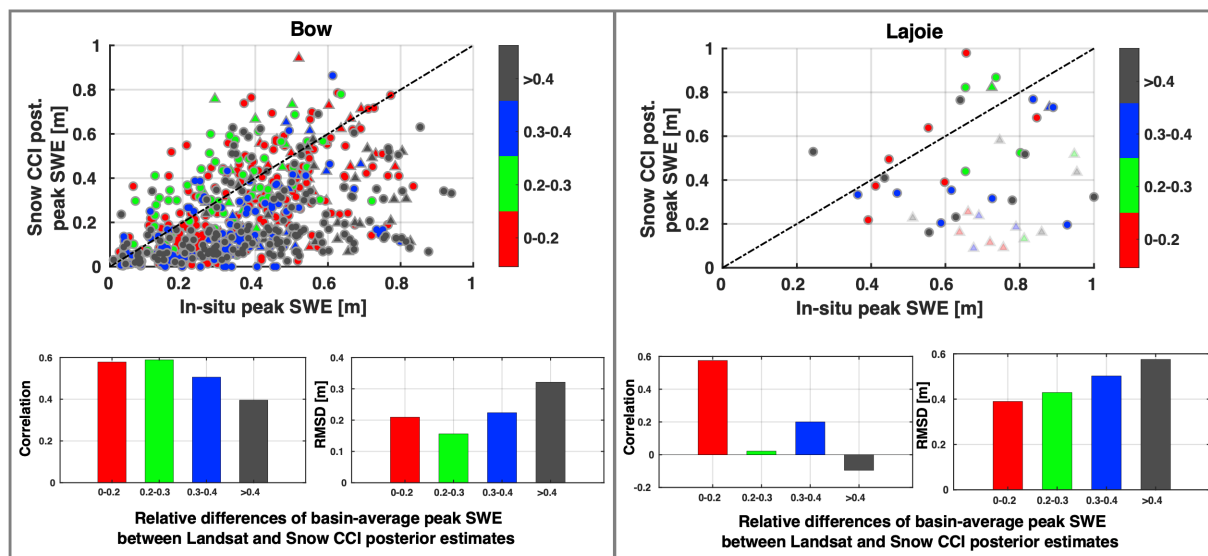 Bow
Snow CCI post.
peak SWE [m]
1
0.8
0.6
0.4
0.2
0
0 0.2 0.4 0.6 0.8 1
In-situ peak SWE [m]
>0.4
0.3-0.4
0.2-0.3
0-0.2
Correlation
0.6
0.4
0.2
0
0-0.2 0.2-0.3 0.3-0.4 >0.4
RMSD [m]
0.4
0.3
0.2
0.1
0
0-0.2 0.2-0.3 0.3-0.4 >0.4
Relative differences of basin-average peak SWE
between Landsat and Snow CCI posterior estimates
Lajoie
Snow CCI post.
peak SWE [m]
1
0.8
0.6
0.4
0.2
0
0.2 0.4 0.6 0.8 1
In-situ peak SWE [m]
>0.4
0.3-0.4
0.2-0.3
0-0.2
Correlation
0.6
0.4
0.2
0
-0.2
0-0.2 0.2-0.3 0.3-0.4 >0.4
RMSD [m]
0.6
0.4
0.2
0
0-0.2 0.2-0.3 0.3-0.4 >0.4
Relative differences of basin-average peak SWE
between Landsat and Snow CCI posterior estimates